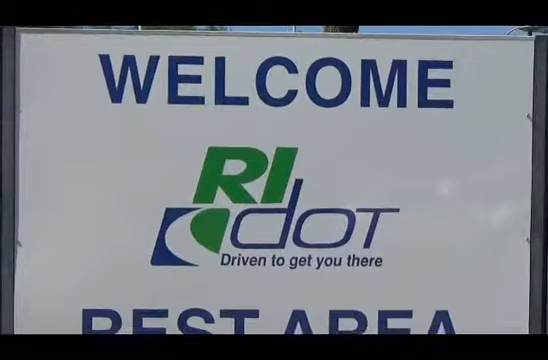 WELCOME
RI
DOT
Driven to get you there
REST AREA